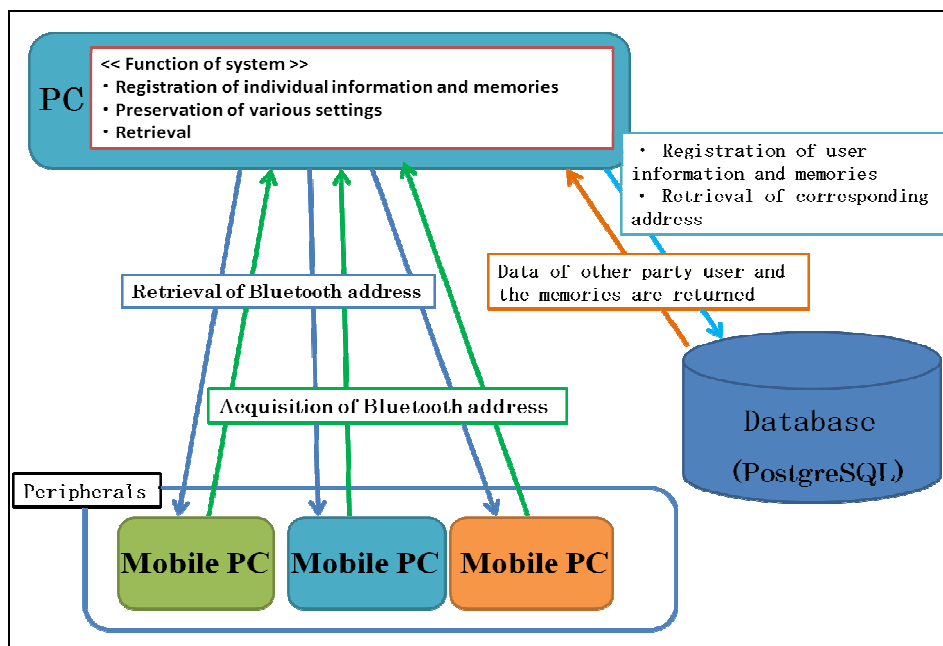 PC
<< Function of system >>
・Registration of individual information and memories
・Preservation of various settings
・Retrieval
・ Registration of user
information and memories
・ Retrieval of corresponding
address
Data of other party user and
the memories are returned
Retrieval of Bluetooth address
Acquisition of Bluetooth address
Database
(PostgreSQL)
Peripherals
Mobile PC
Mobile PC
Mobile PC